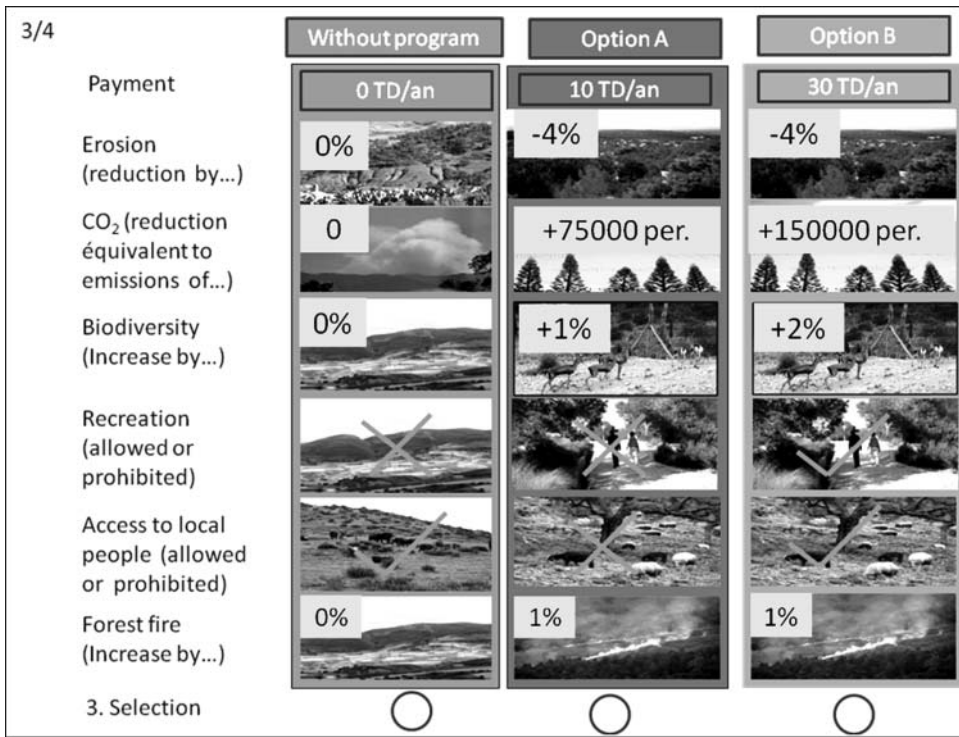 3/4
Without program
Option A
Option B
Payment
0 TD/an
10 TD/an
30 TD/an
Erosion
(reduction by...)
0%
-4%
-4%
CO₂ (reduction
équivalent to
emissions of...)
0
+75000 per.
+150000 per.
Biodiversity
(Increase by...)
0%
+1%
+2%
Recreation
(allowed or
prohibited)
Access to local
people (allowed
or prohibited)
Forest fire
(Increase by...)
0%
1%
1%
3. Selection